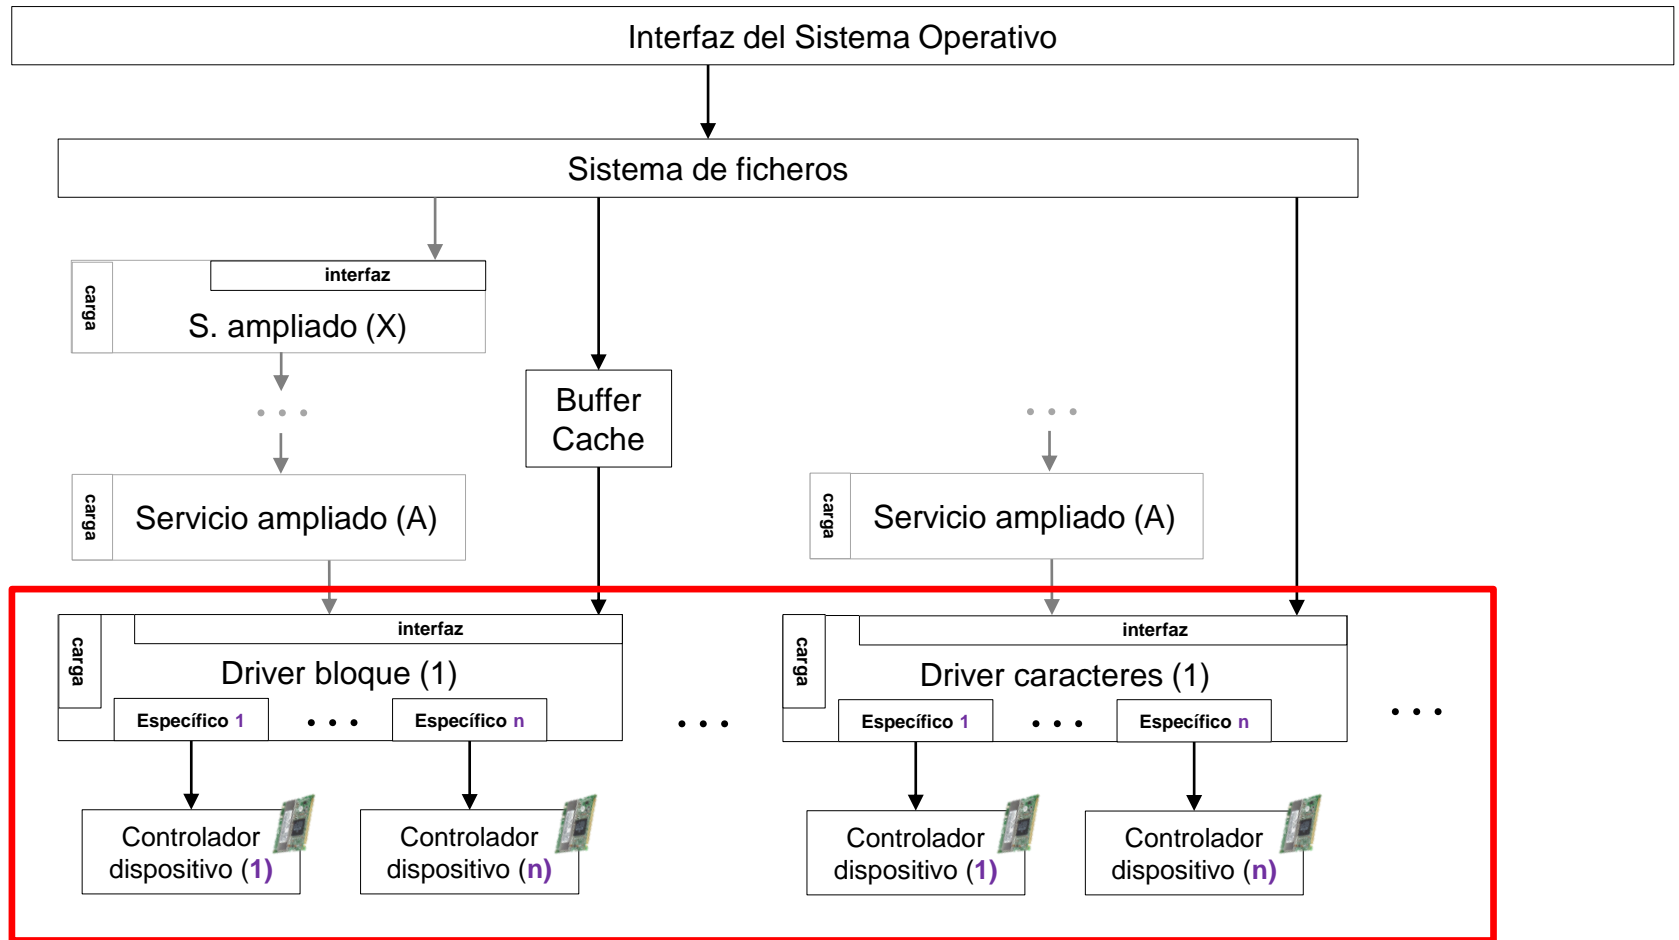 Interfaz del Sistema Operativo
Sistema de ficheros
interfaz
carga
S. ampliado (X)
• • •
Buffer
Cache
• • •
carga
Servicio ampliado (A)
carga
Servicio ampliado (A)
interfaz
carga
Driver bloque (1)
Específico 1
• • •
Específico n
• • •
interfaz
carga
Driver caracteres (1)
Específico 1
• • •
Específico n
• • •
Controlador
dispositivo (1)
Controlador
dispositivo (n)
Controlador
dispositivo (1)
Controlador
dispositivo (n)